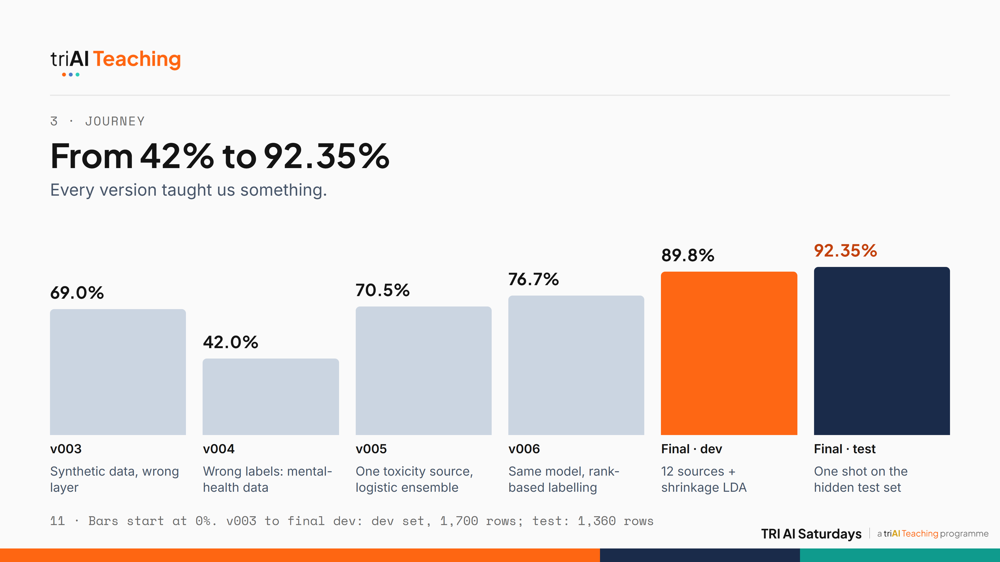 triAI Teaching
3 · JOURNEY
From 42% to 92.35%
Every version taught us something.
69.0%
42.0%
70.5%
76.7%
89.8%
92.35%
v003
Synthetic data, wrong
layer
v004
Wrong labels: mental-
health data
v005
One toxicity source,
logistic ensemble
v006
Same model, rank-
based labelling
Final · dev
12 sources +
shrinkage LDA
Final · test
One shot on the
hidden test set
11 · Bars start at 0%. v003 to final dev: dev set, 1,700 rows; test: 1,360 rows
TRI AI Saturdays | a triAI Teaching programme